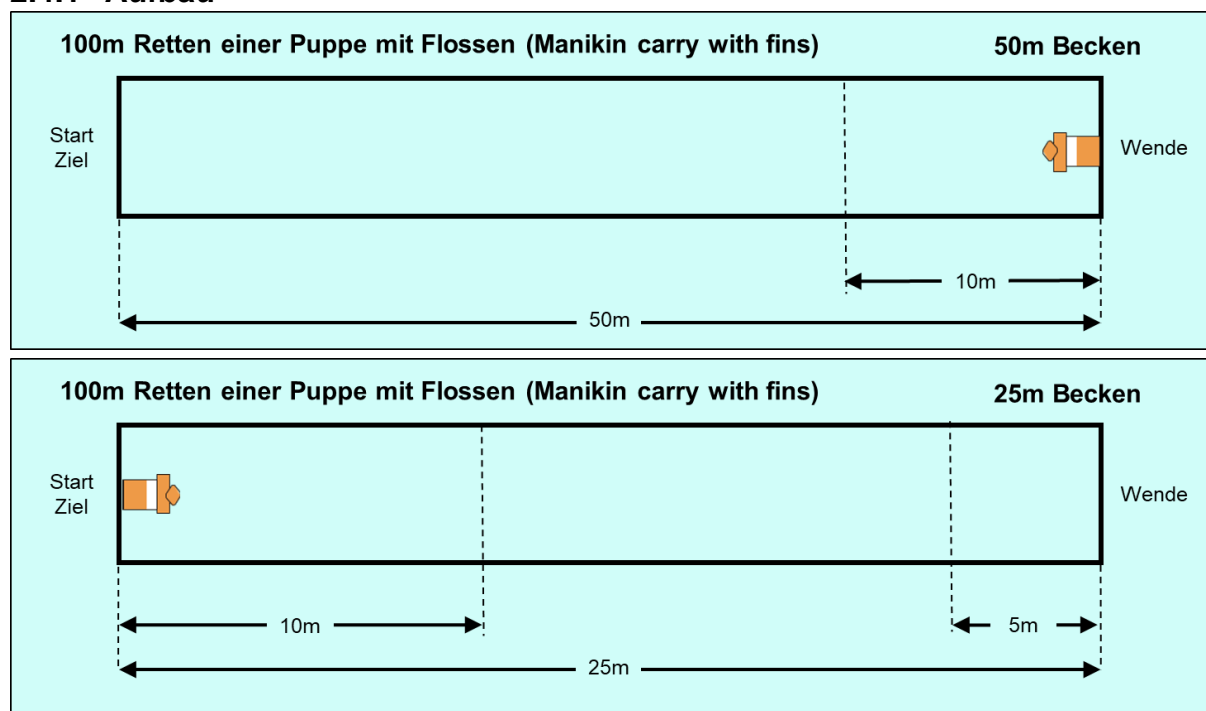 100m Retten einer Puppe mit Flossen (Manikin carry with fins) 50m Becken
Start
Ziel
Wende
10m
50m
100m Retten einer Puppe mit Flossen (Manikin carry with fins) 25m Becken
Start
Ziel
Wende
10m
5m
25m